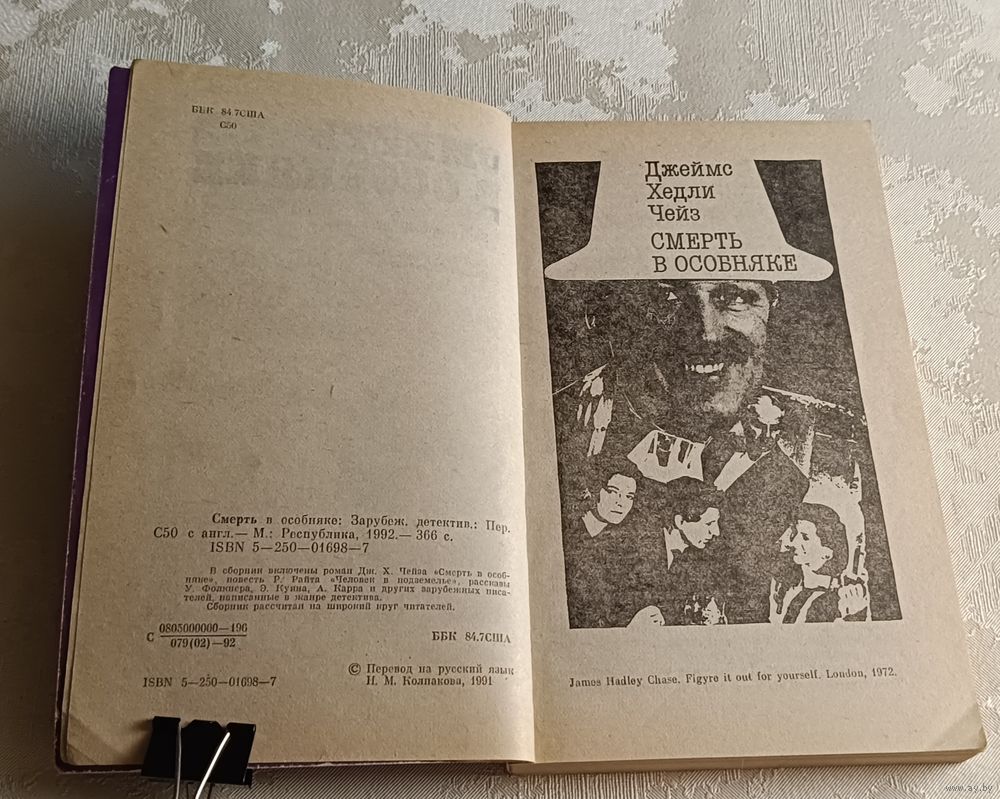 ББК 84.7США
С50
Смерть в особняке: Зарубеж. детектив.: Пер.
С50 с англ.— М.: Республика, 1992.— 366 с.
ISBN 5—250—01698—7
В сборник включены роман Дж. Х. Чейза «Смерть в особ-
няке», повесть Р. Райта «Человек в подземелье», рассказы
У. Фолкнера, Э. Куина, А. Карра и других зарубежных писа-
телей, написанные в жанре детектива.
Сборник рассчитан на широкий круг читателей.
С 0805000000—196
079(02)—92
ББК 84.7США
© Перевод на русский язык
И. М. Колпакова, 1991
ISBN 5—250—01698—7
Джеймс
Хедли
Чейз
СМЕРТЬ
В ОСОБНЯКЕ
James Hadley Chase. Figyre it out for yourself. London, 1972.
www.ay.by